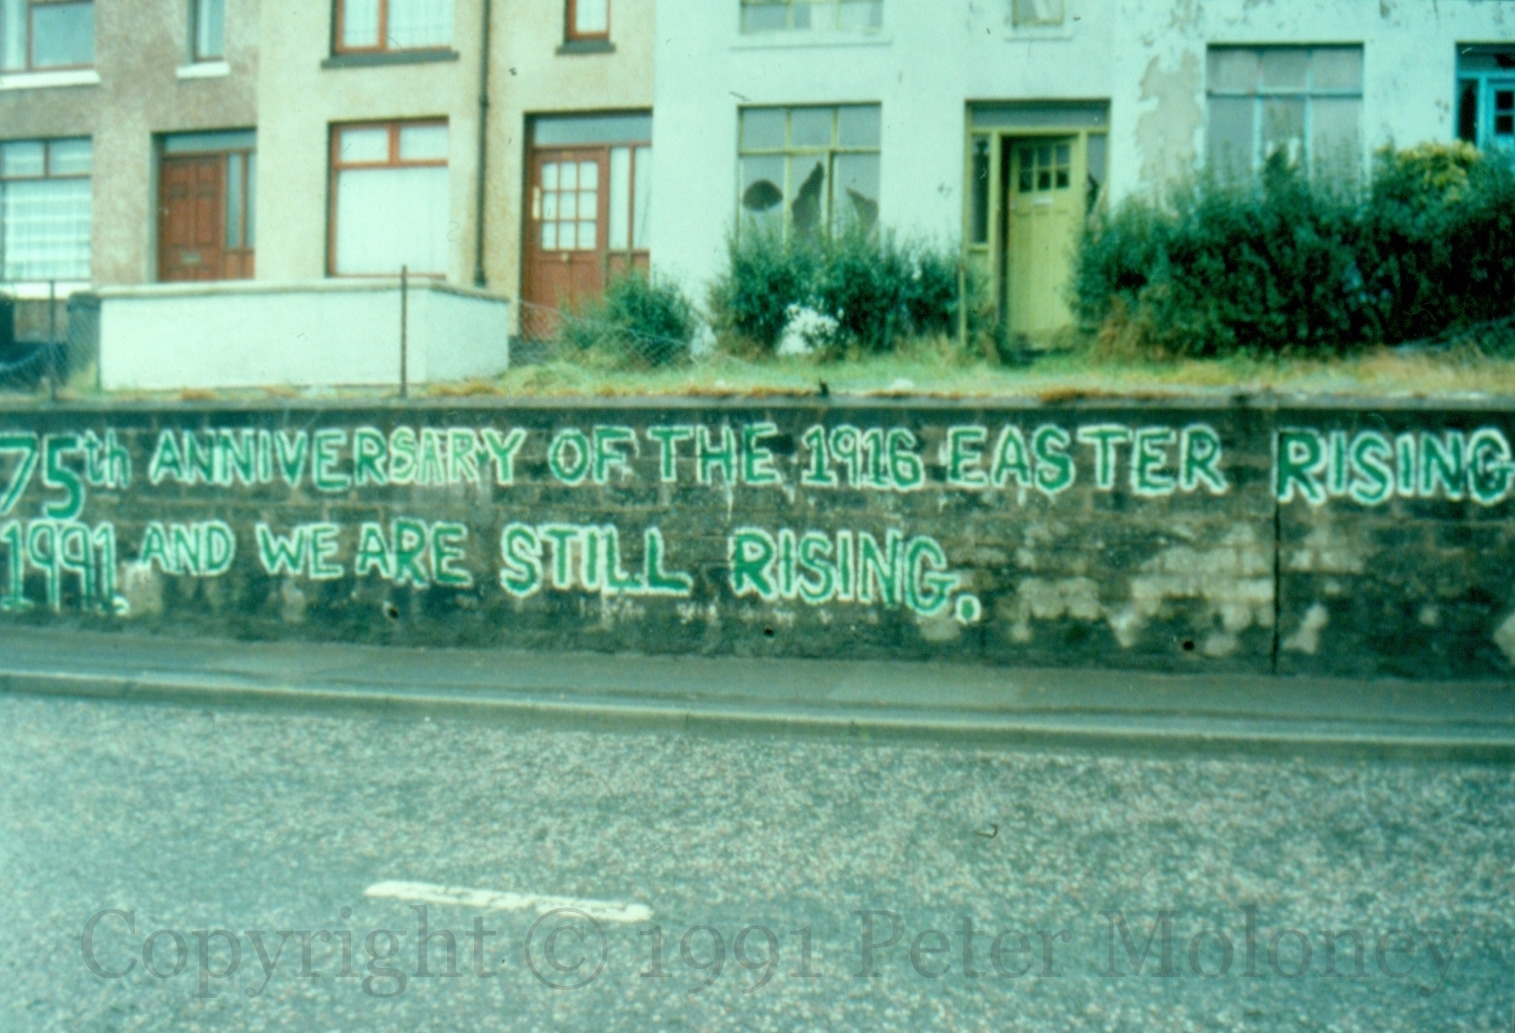 75th ANNIVERSARY OF THE 1916 EASTER RISING
1991. AND WE ARE STILL RISING.
Copyright © 1991 Peter Moloney